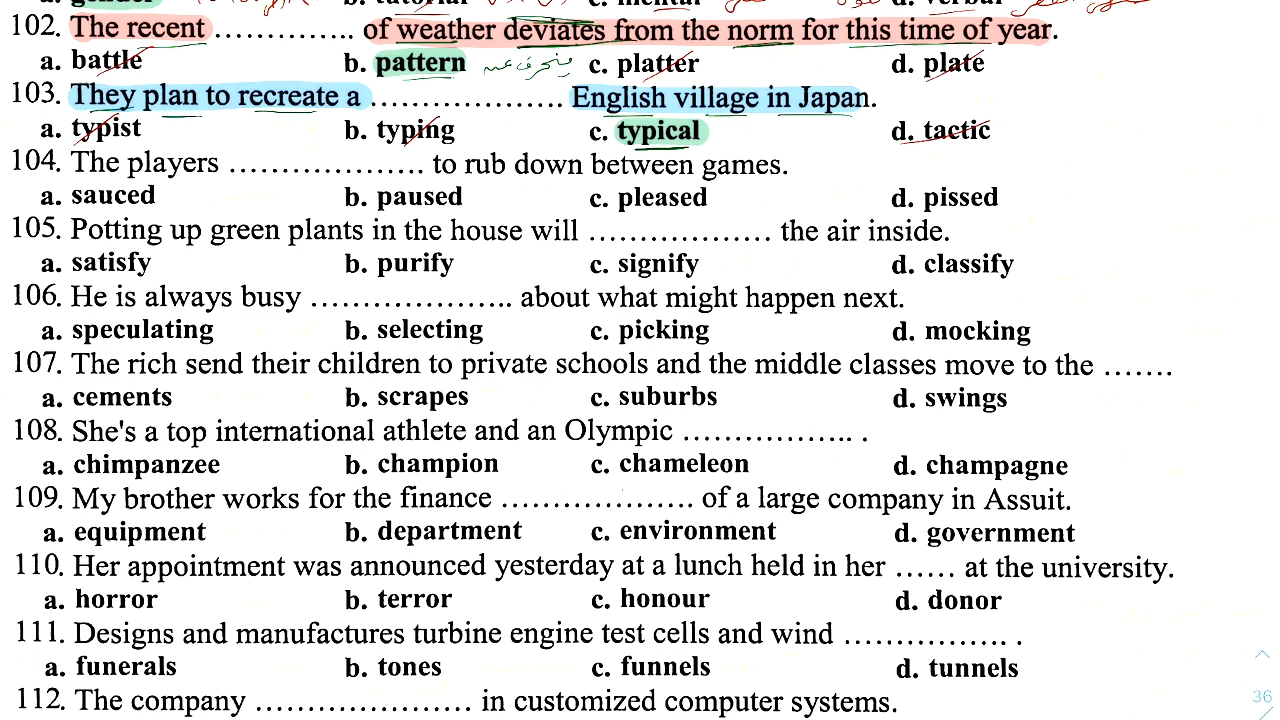 a. gender b. tutorial c. mental d. verbal
102. The recent .............. of weather deviates from the norm for this time of year.
a. battle b. pattern ينحرف عن c. platter d. plate
103. They plan to recreate a ................... English village in Japan.
a. typist b. typing c. typical d. tactic
104. The players .................... to rub down between games.
a. sauced b. paused c. pleased d. pissed
105. Potting up green plants in the house will .................. the air inside.
a. satisfy b. purify c. signify d. classify
106. He is always busy .................... about what might happen next.
a. speculating b. selecting c. picking d. mocking
107. The rich send their children to private schools and the middle classes move to the .......
a. cements b. scrapes c. suburbs d. swings
108. She's a top international athlete and an Olympic ................. .
a. chimpanzee b. champion c. chameleon d. champagne
109. My brother works for the finance ................... of a large company in Assuit.
a. equipment b. department c. environment d. government
110. Her appointment was announced yesterday at a lunch held in her ...... at the university.
a. horror b. terror c. honour d. donor
111. Designs and manufactures turbine engine test cells and wind ................ .
a. funerals b. tones c. funnels d. tunnels
112. The company ..................... in customized computer systems.
36